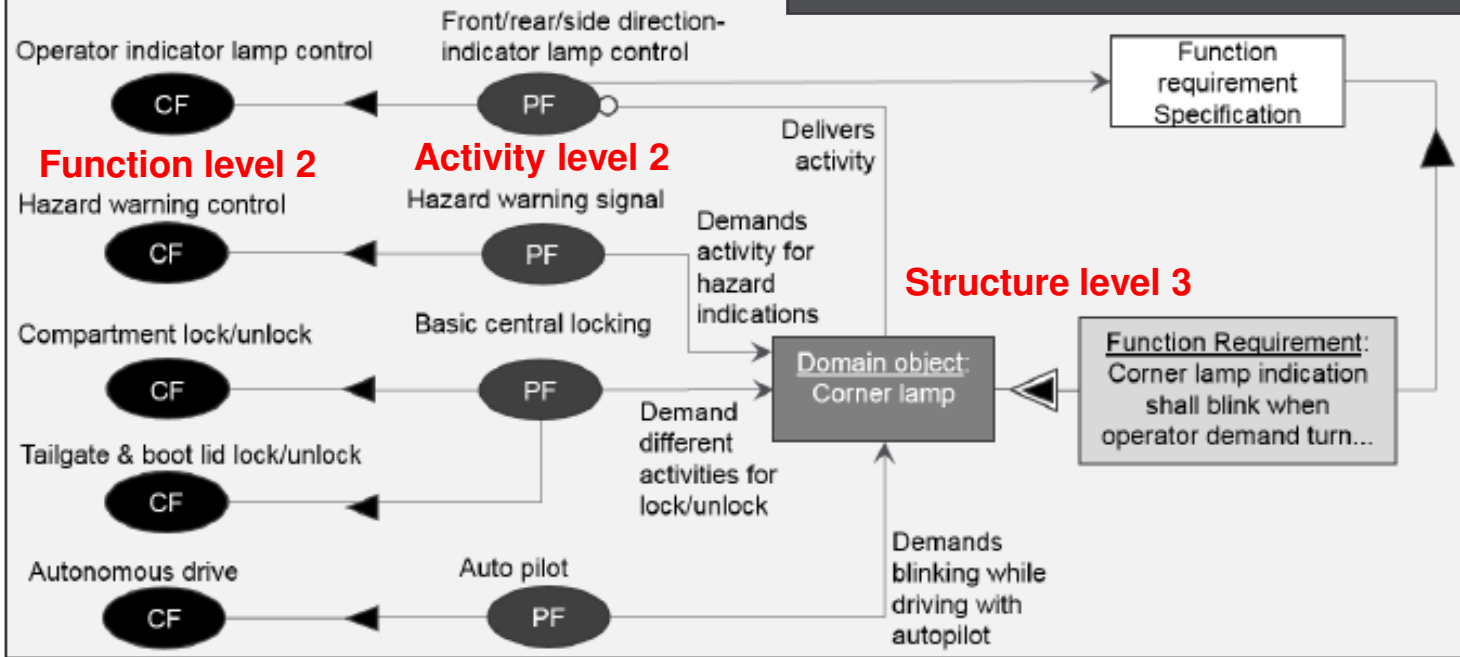 Operator indicator lamp control
Front/rear/side direction-
indicator lamp control
CF
PF
Function
requirement
Specification
Delivers
activity
Function level 2
Activity level 2
Hazard warning control
Hazard warning signal
CF
PF
Demands
activity for
hazard
indications
Structure level 3
Compartment lock/unlock
Basic central locking
CF
PF
Domain object:
Corner lamp
Function Requirement:
Corner lamp indication
shall blink when
operator demand turn...
Demand
different
activities for
lock/unlock
Tailgate & boot lid lock/unlock
CF
Autonomous drive
Auto pilot
CF
PF
Demands
blinking while
driving with
autopilot